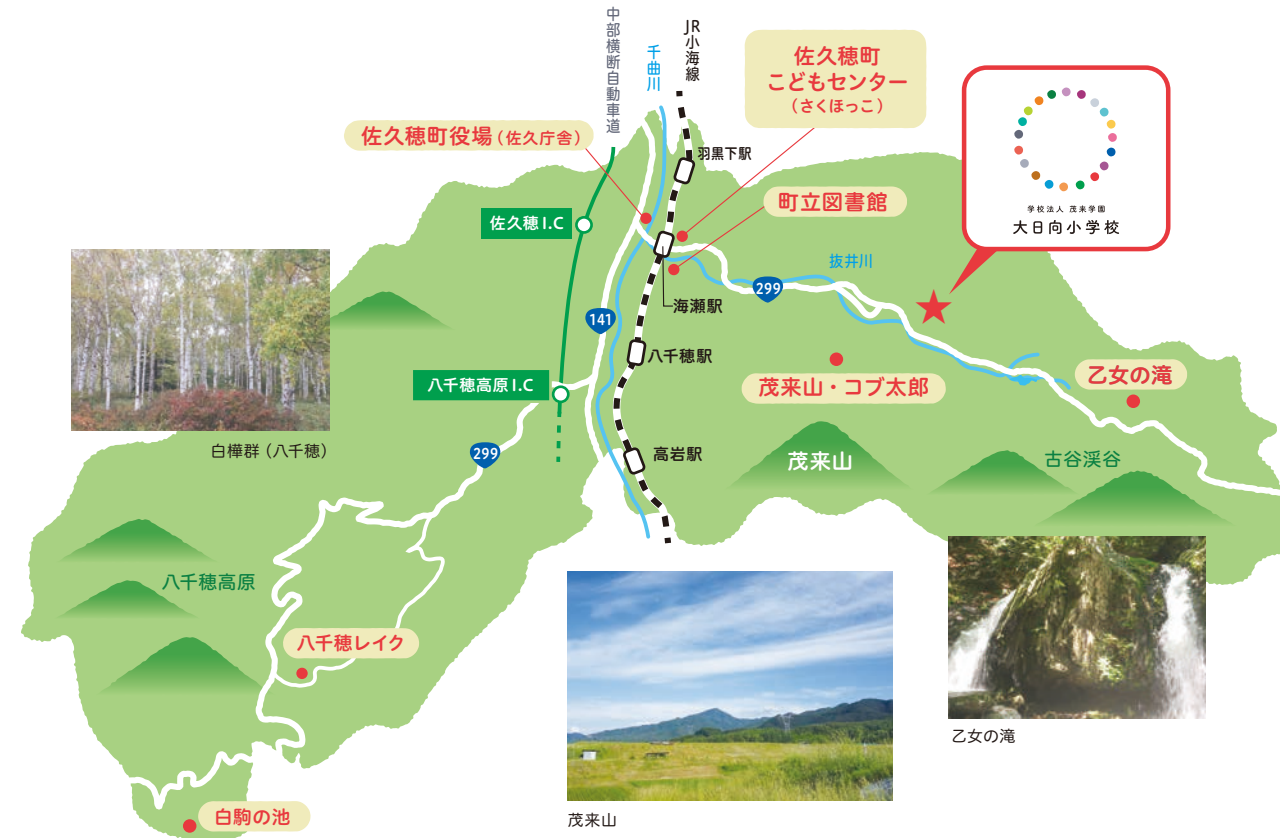 中部横断自動車道
千曲川
JR小海線
佐久穂町
こどもセンター
(さくほっこ)
佐久穂町役場(佐久庁舎)
羽黒下駅
町立図書館
学校法人 茂来学園
大日向小学校
佐久穂I.C
抜井川
299
海瀬駅
141
八千穂駅
八千穂高原I.C
茂来山・コブ太郎
乙女の滝
白樺群(八千穂)
299
高岩駅
茂来山
古谷渓谷
八千穂高原
八千穂レイク
乙女の滝
白駒の池
茂来山